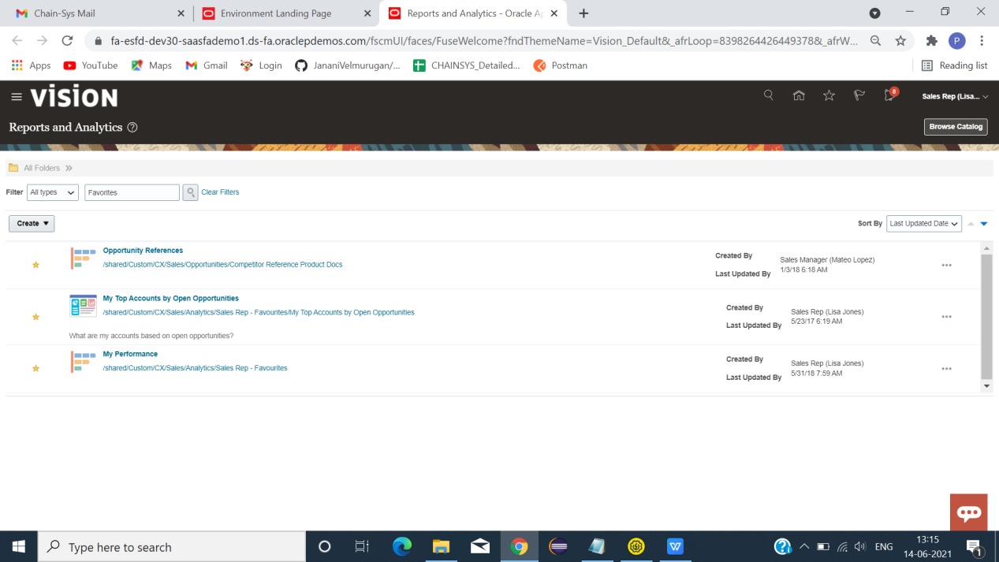 Chain-Sys Mail
Environment Landing Page
Reports and Analytics - Oracle Ap
fa-esfd-dev30-saasfademo1.ds-fa.oraclepdemos.com/fscmUI/faces/FuseWelcome?fndThemeName=Vision_Default&_afrLoop=8398264426449378&_afrW...
P
Apps
YouTube
Maps
Gmail
Login
JananiVelmurugan/...
CHAINSYS_Detailed...
Postman
Reading list
VISION
8
Sales Rep (Lisa...
Reports and Analytics
Browse Catalog
All Folders
Filter All types Favorites Clear Filters
Create
Sort By Last Updated Date
Opportunity References
/shared/Custom/CX/Sales/Opportunities/Competitor Reference Product Docs
Created By Sales Manager (Mateo Lopez)
Last Updated By 1/3/18 6:18 AM
My Top Accounts by Open Opportunities
/shared/Custom/CX/Sales/Analytics/Sales Rep - Favourites/My Top Accounts by Open Opportunities
What are my accounts based on open opportunities?
Created By Sales Rep (Lisa Jones)
Last Updated By 5/23/17 6:19 AM
My Performance
/shared/Custom/CX/Sales/Analytics/Sales Rep - Favourites
Created By Sales Rep (Lisa Jones)
Last Updated By 5/31/18 7:59 AM
Type here to search
W
ENG
13:15
14-06-2021
1